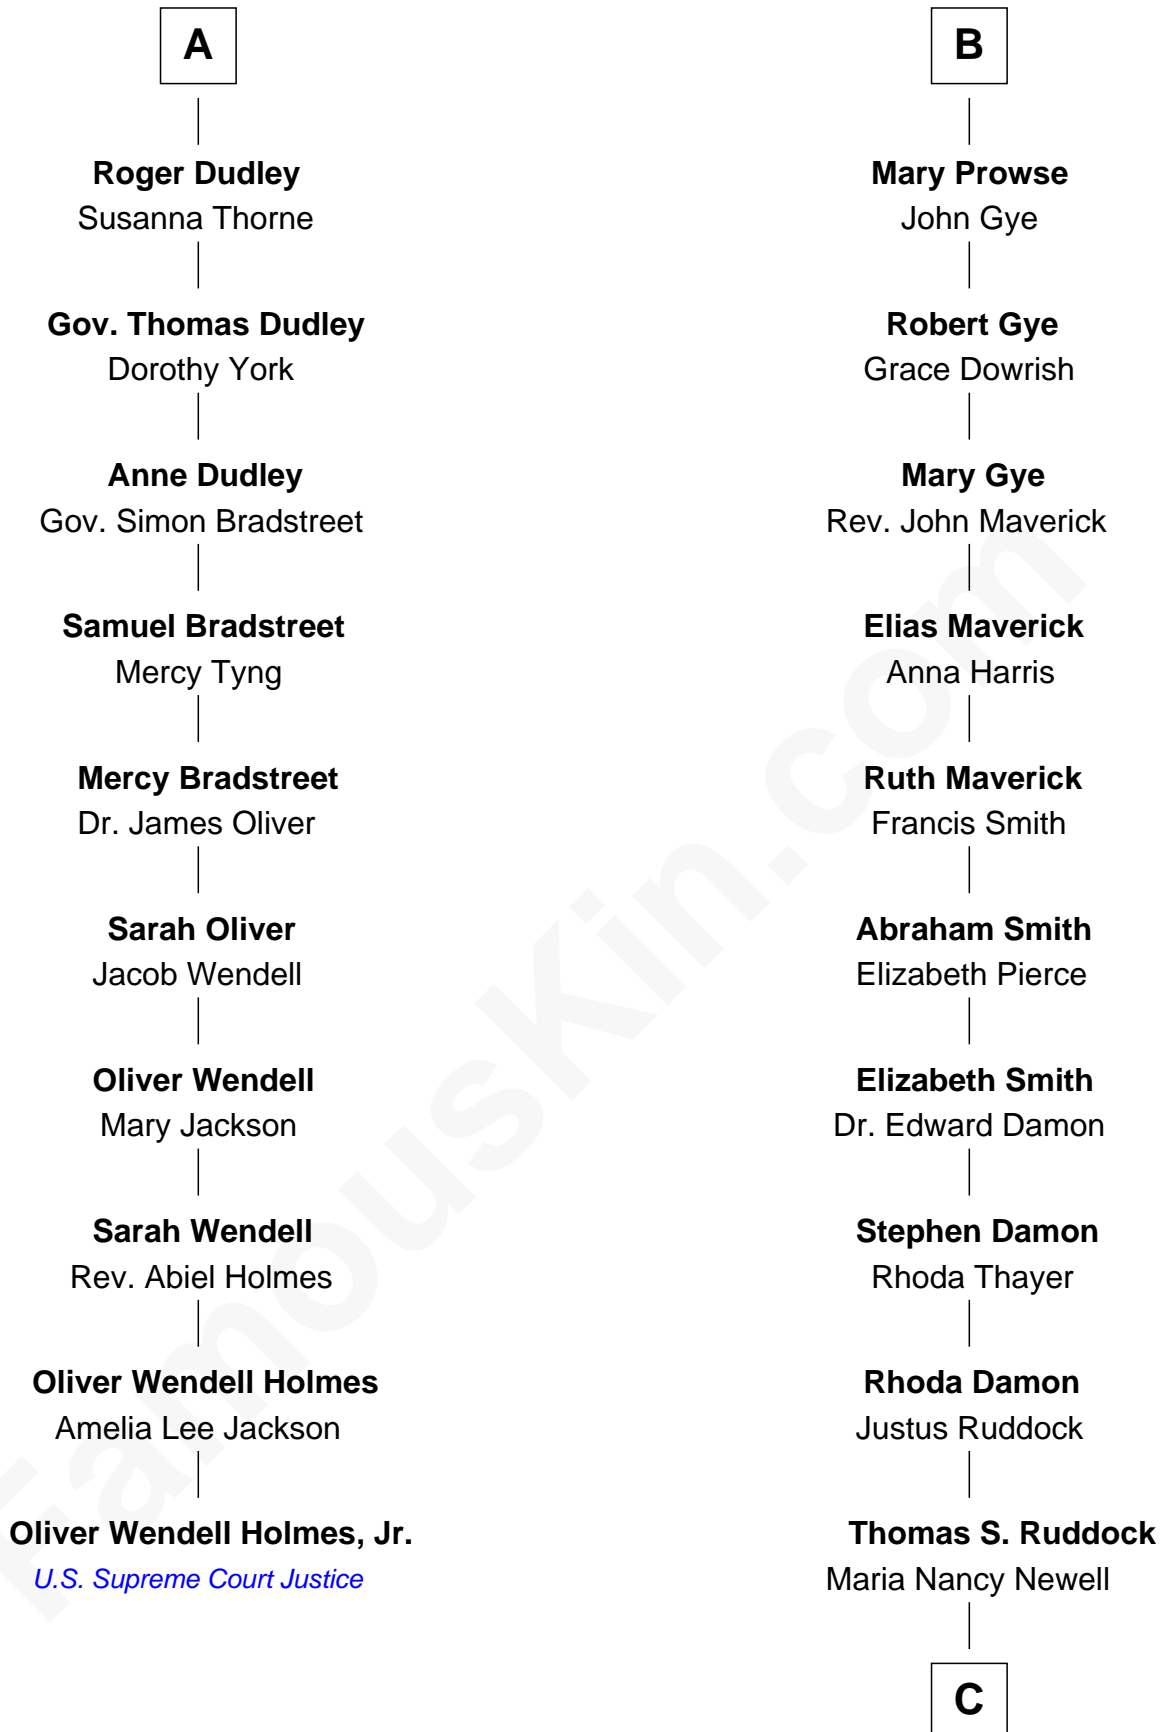 A
Roger Dudley
Susanna Thorne
Gov. Thomas Dudley
Dorothy York
Anne Dudley
Gov. Simon Bradstreet
Samuel Bradstreet
Mercy Tyng
Mercy Bradstreet
Dr. James Oliver
Sarah Oliver
Jacob Wendell
Oliver Wendell
Mary Jackson
Sarah Wendell
Rev. Abiel Holmes
Oliver Wendell Holmes
Amelia Lee Jackson
Oliver Wendell Holmes, Jr.
U.S. Supreme Court Justice
B
Mary Prowse
John Gye
Robert Gye
Grace Dowrish
Mary Gye
Rev. John Maverick
Elias Maverick
Anna Harris
Ruth Maverick
Francis Smith
Abraham Smith
Elizabeth Pierce
Elizabeth Smith
Dr. Edward Damon
Stephen Damon
Rhoda Thayer
Rhoda Damon
Justus Ruddock
Thomas S. Ruddock
Maria Nancy Newell
C
FamousKin.com